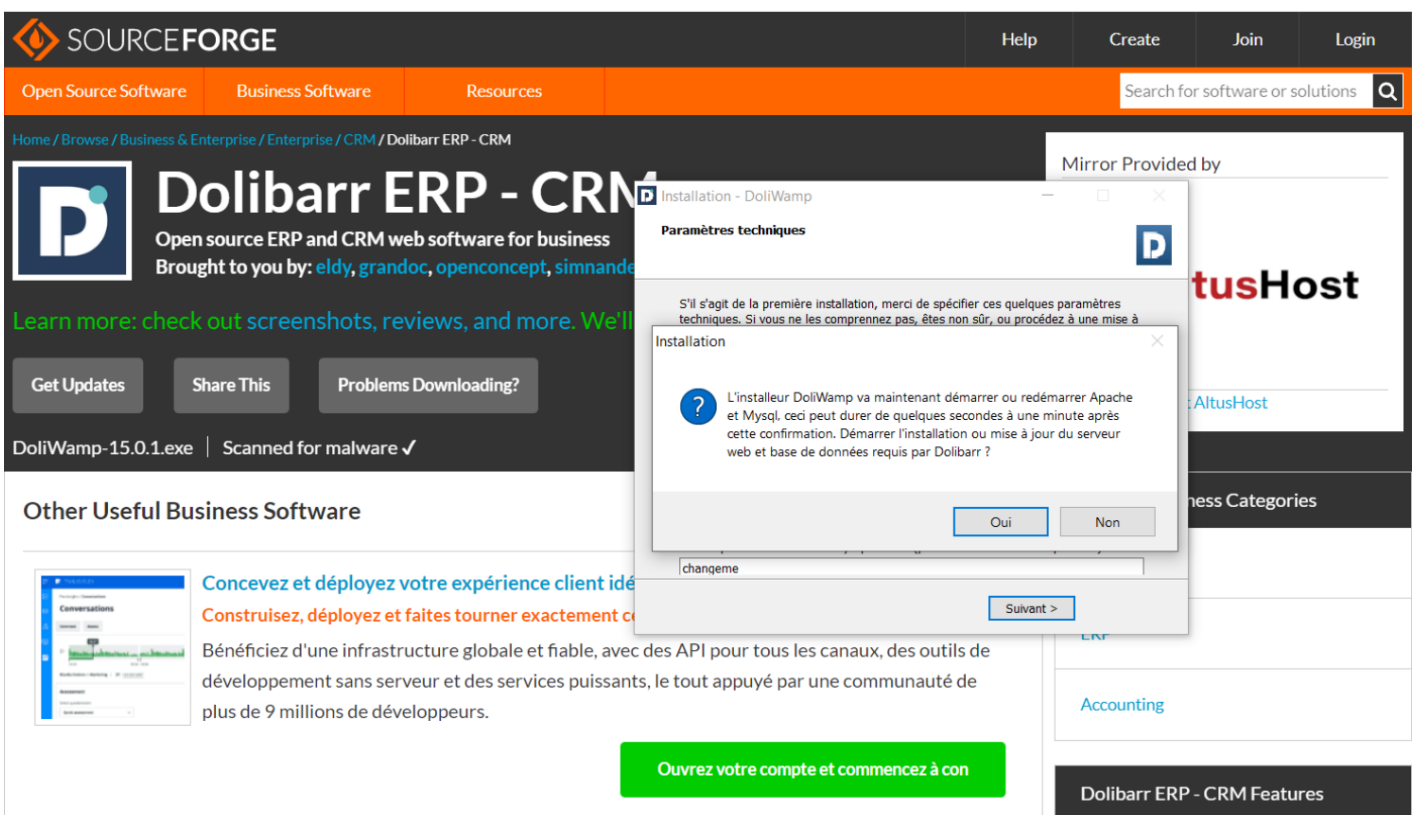 SOURCEFORGE
Help
Create
Join
Login
Open Source Software
Business Software
Resources
Search for software or solutions
Home / Browse / Business & Enterprise / Enterprise / CRM / Dolibarr ERP - CRM
Dolibarr ERP - CRM
Open source ERP and CRM web software for business
Brought to you by: eldy, grandoc, openconcept, simnande
Learn more: check out screenshots, reviews, and more. We'll
Get Updates
Share This
Problems Downloading?
DoliWamp-15.0.1.exe | Scanned for malware ✓
Mirror Provided by
tusHost
AltusHost
Installation - DoliWamp
Paramètres techniques
S'il s'agit de la première installation, merci de spécifier ces quelques paramètres
techniques. Si vous ne les comprennez pas, êtes non sûr, ou procédez à une mise à
Installation
L'installeur DoliWamp va maintenant démarrer ou redémarrer Apache
et Mysql, ceci peut durer de quelques secondes à une minute après
cette confirmation. Démarrer l'installation ou mise à jour du serveur
web et base de données requis par Dolibarr ?
Oui
Non
changeme
Suivant >
Other Useful Business Software
Conversations
Concevez et déployez votre expérience client idé
Construisez, déployez et faites tourner exactement c
Bénéficiez d'une infrastructure globale et fiable, avec des API pour tous les canaux, des outils de
développement sans serveur et des services puissants, le tout appuyé par une communauté de
plus de 9 millions de développeurs.
Ouvrez votre compte et commencez à con
ness Categories
ERP
Accounting
Dolibarr ERP - CRM Features